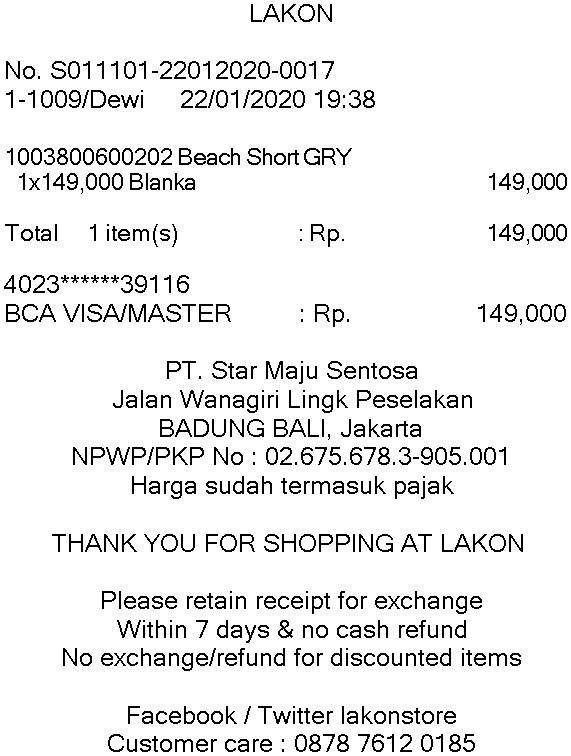 LAKON
No. S011101-22012020-0017
1-1009/Dewi 22/01/2020 19:38
1003800600202 Beach Short GRY
1x149,000 Blanka 149,000
Total 1 item(s) : Rp. 149,000
4023******39116
BCA VISA/MASTER : Rp. 149,000
PT. Star Maju Sentosa
Jalan Wanagiri Lingk Peselakan
BADUNG BALI, Jakarta
NPWP/PKP No : 02.675.678.3-905.001
Harga sudah termasuk pajak
THANK YOU FOR SHOPPING AT LAKON
Please retain receipt for exchange
Within 7 days & no cash refund
No exchange/refund for discounted items
Facebook / Twitter lakonstore
Customer care : 0878 7612 0185